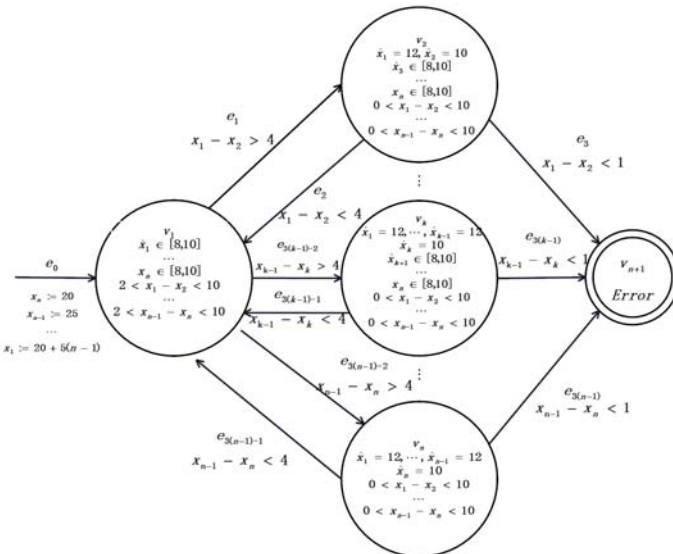 v₂
ẋ₁ = 12, ẋ₂ = 10
ẋ₃ ∈ [8,10]
...
xₙ ∈ [8,10]
0 < x₁ − x₂ < 10
...
0 < xₙ₋₁ − xₙ < 10
e₁
x₁ − x₂ > 4
e₃
x₁ − x₂ < 1
e₂
x₁ − x₂ < 4
⋮
v₁
ẋ₁ ∈ [8,10]
...
xₙ ∈ [8,10]
2 < x₁ − x₂ < 10
...
2 < xₙ₋₁ − xₙ < 10
e₀
xₙ := 20
xₙ₋₁ := 25
...
x₁ := 20 + 5(n − 1)
e₃₍ₖ₋₁₎₋₂
xₖ₋₁ − xₖ > 4
e₃₍ₖ₋₁₎₋₁
xₖ₋₁ − xₖ < 4
vₖ
ẋ₁ = 12, ⋯, ẋₖ₋₁ = 12
ẋₖ = 10
ẋₖ₊₁ ∈ [8,10]
...
xₙ ∈ [8,10]
0 < x₁ − x₂ < 10
...
0 < xₙ₋₁ − xₙ < 10
e₃₍ₖ₋₁₎
xₖ₋₁ − xₖ < 1
vₙ₊₁
Error
e₃₍ₙ₋₁₎₋₂
xₙ₋₁ − xₙ > 4
⋮
e₃₍ₙ₋₁₎₋₁
xₙ₋₁ − xₙ < 4
vₙ
ẋ₁ = 12, ⋯, ẋₙ₋₁ = 12
ẋₙ = 10
0 < x₁ − x₂ < 10
...
0 < xₙ₋₁ − xₙ < 10
e₃₍ₙ₋₁₎
xₙ₋₁ − xₙ < 1